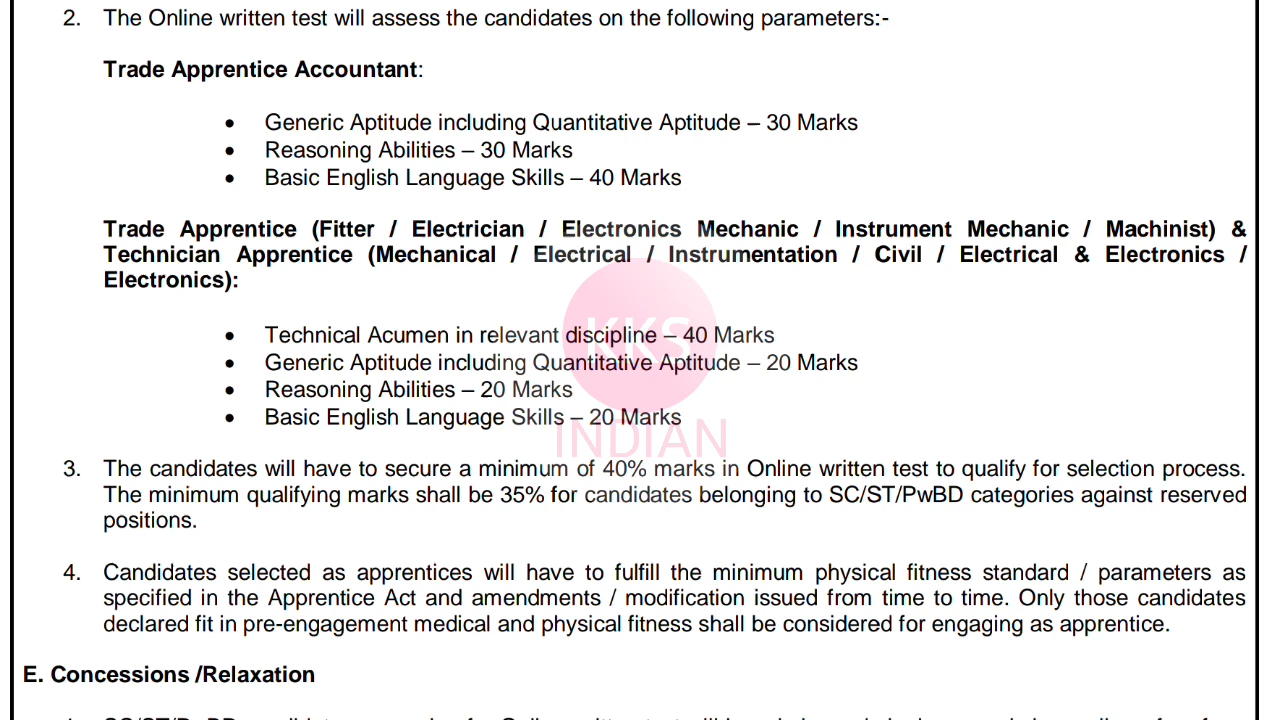 2. The Online written test will assess the candidates on the following parameters:-
Trade Apprentice Accountant:
• Generic Aptitude including Quantitative Aptitude – 30 Marks
• Reasoning Abilities – 30 Marks
• Basic English Language Skills – 40 Marks
Trade Apprentice (Fitter / Electrician / Electronics Mechanic / Instrument Mechanic / Machinist) &
Technician Apprentice (Mechanical / Electrical / Instrumentation / Civil / Electrical & Electronics /
Electronics):
• Technical Acumen in relevant discipline – 40 Marks
• Generic Aptitude including Quantitative Aptitude – 20 Marks
• Reasoning Abilities – 20 Marks
• Basic English Language Skills – 20 Marks
KKS
INDIAN
3. The candidates will have to secure a minimum of 40% marks in Online written test to qualify for selection process.
The minimum qualifying marks shall be 35% for candidates belonging to SC/ST/PwBD categories against reserved
positions.
4. Candidates selected as apprentices will have to fulfill the minimum physical fitness standard / parameters as
specified in the Apprentice Act and amendments / modification issued from time to time. Only those candidates
declared fit in pre-engagement medical and physical fitness shall be considered for engaging as apprentice.
E. Concessions /Relaxation